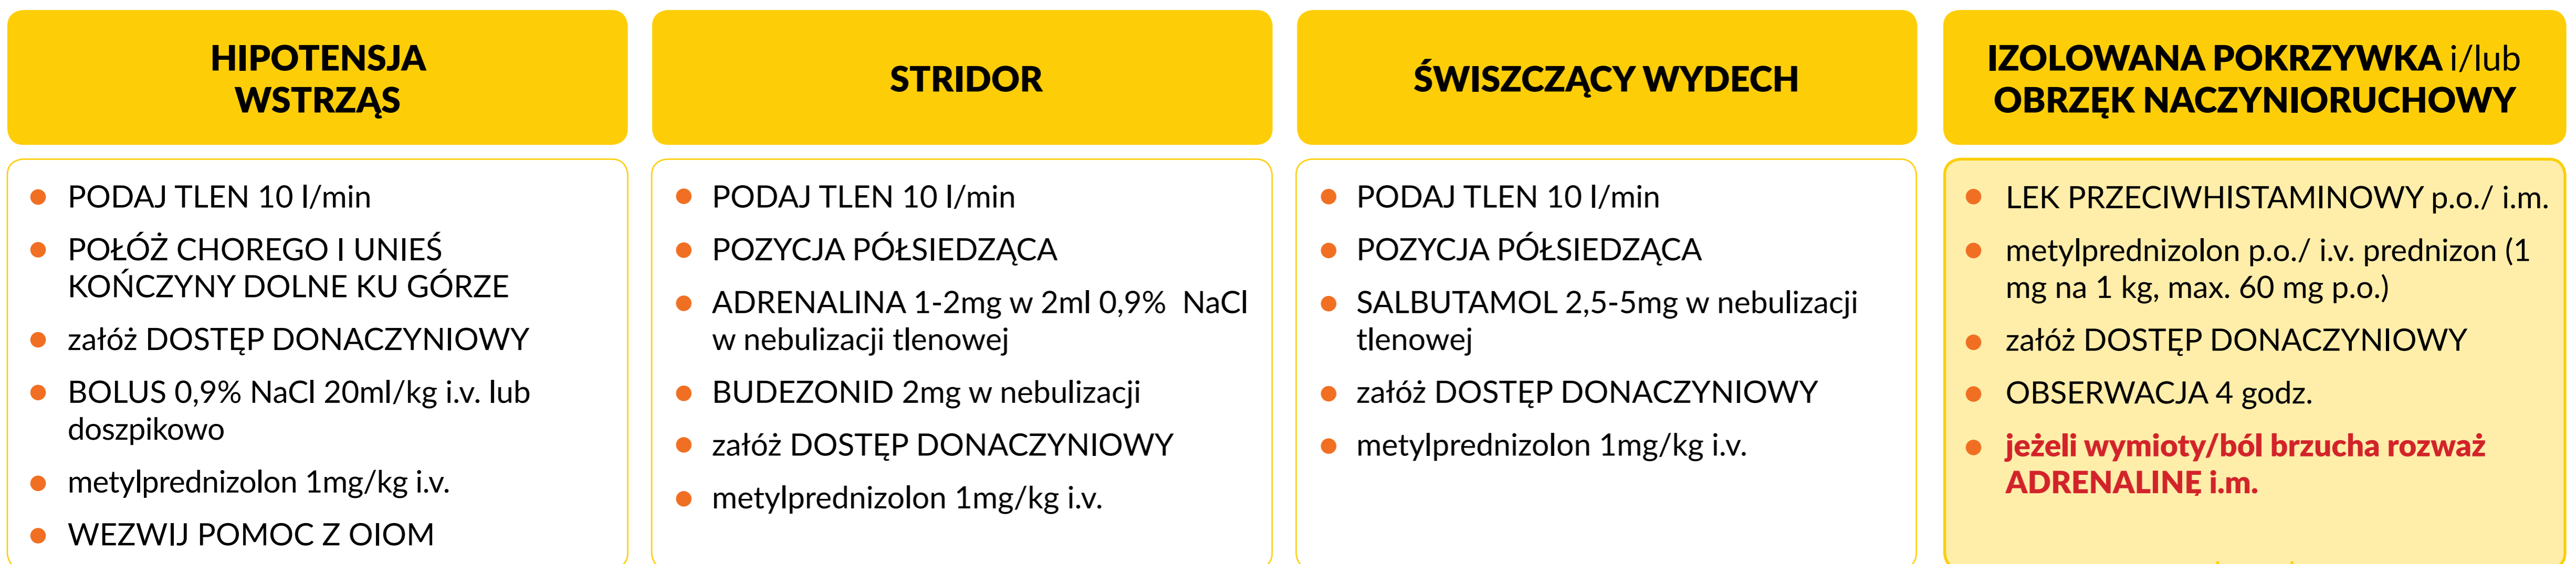 HIPOTENSJA
WSTRZĄS
• PODAJ TLEN 10 l/min
• POŁÓŻ CHOREGO I UNIEŚ
KOŃCZYNY DOLNE KU GÓRZE
• załóż DOSTĘP DONACZYNIOWY
• BOLUS 0,9% NaCl 20ml/kg i.v. lub
doszpikowo
• metylprednizolon 1mg/kg i.v.
• WEZWIJ POMOC Z OIOM
STRIDOR
• PODAJ TLEN 10 l/min
• POZYCJA PÓŁSIEDZĄCA
• ADRENALINA 1-2mg w 2ml 0,9%  NaCl
w nebulizacji tlenowej
• BUDEZONID 2mg w nebulizacji
• załóż DOSTĘP DONACZYNIOWY
• metylprednizolon 1mg/kg i.v.
ŚWISZCZĄCY WYDECH
• PODAJ TLEN 10 l/min
• POZYCJA PÓŁSIEDZĄCA
• SALBUTAMOL 2,5-5mg w nebulizacji
tlenowej
• załóż DOSTĘP DONACZYNIOWY
• metylprednizolon 1mg/kg i.v.
IZOLOWANA POKRZYWKA i/lub
OBRZĘK NACZYNIORUCHOWY
• LEK PRZECIWHISTAMINOWY p.o./ i.m.
• metylprednizolon p.o./ i.v. prednizon (1
mg na 1 kg, max. 60 mg p.o.)
• załóż DOSTĘP DONACZYNIOWY
• OBSERWACJA 4 godz.
• jeżeli wymioty/ból brzucha rozważ
ADRENALINĘ i.m.